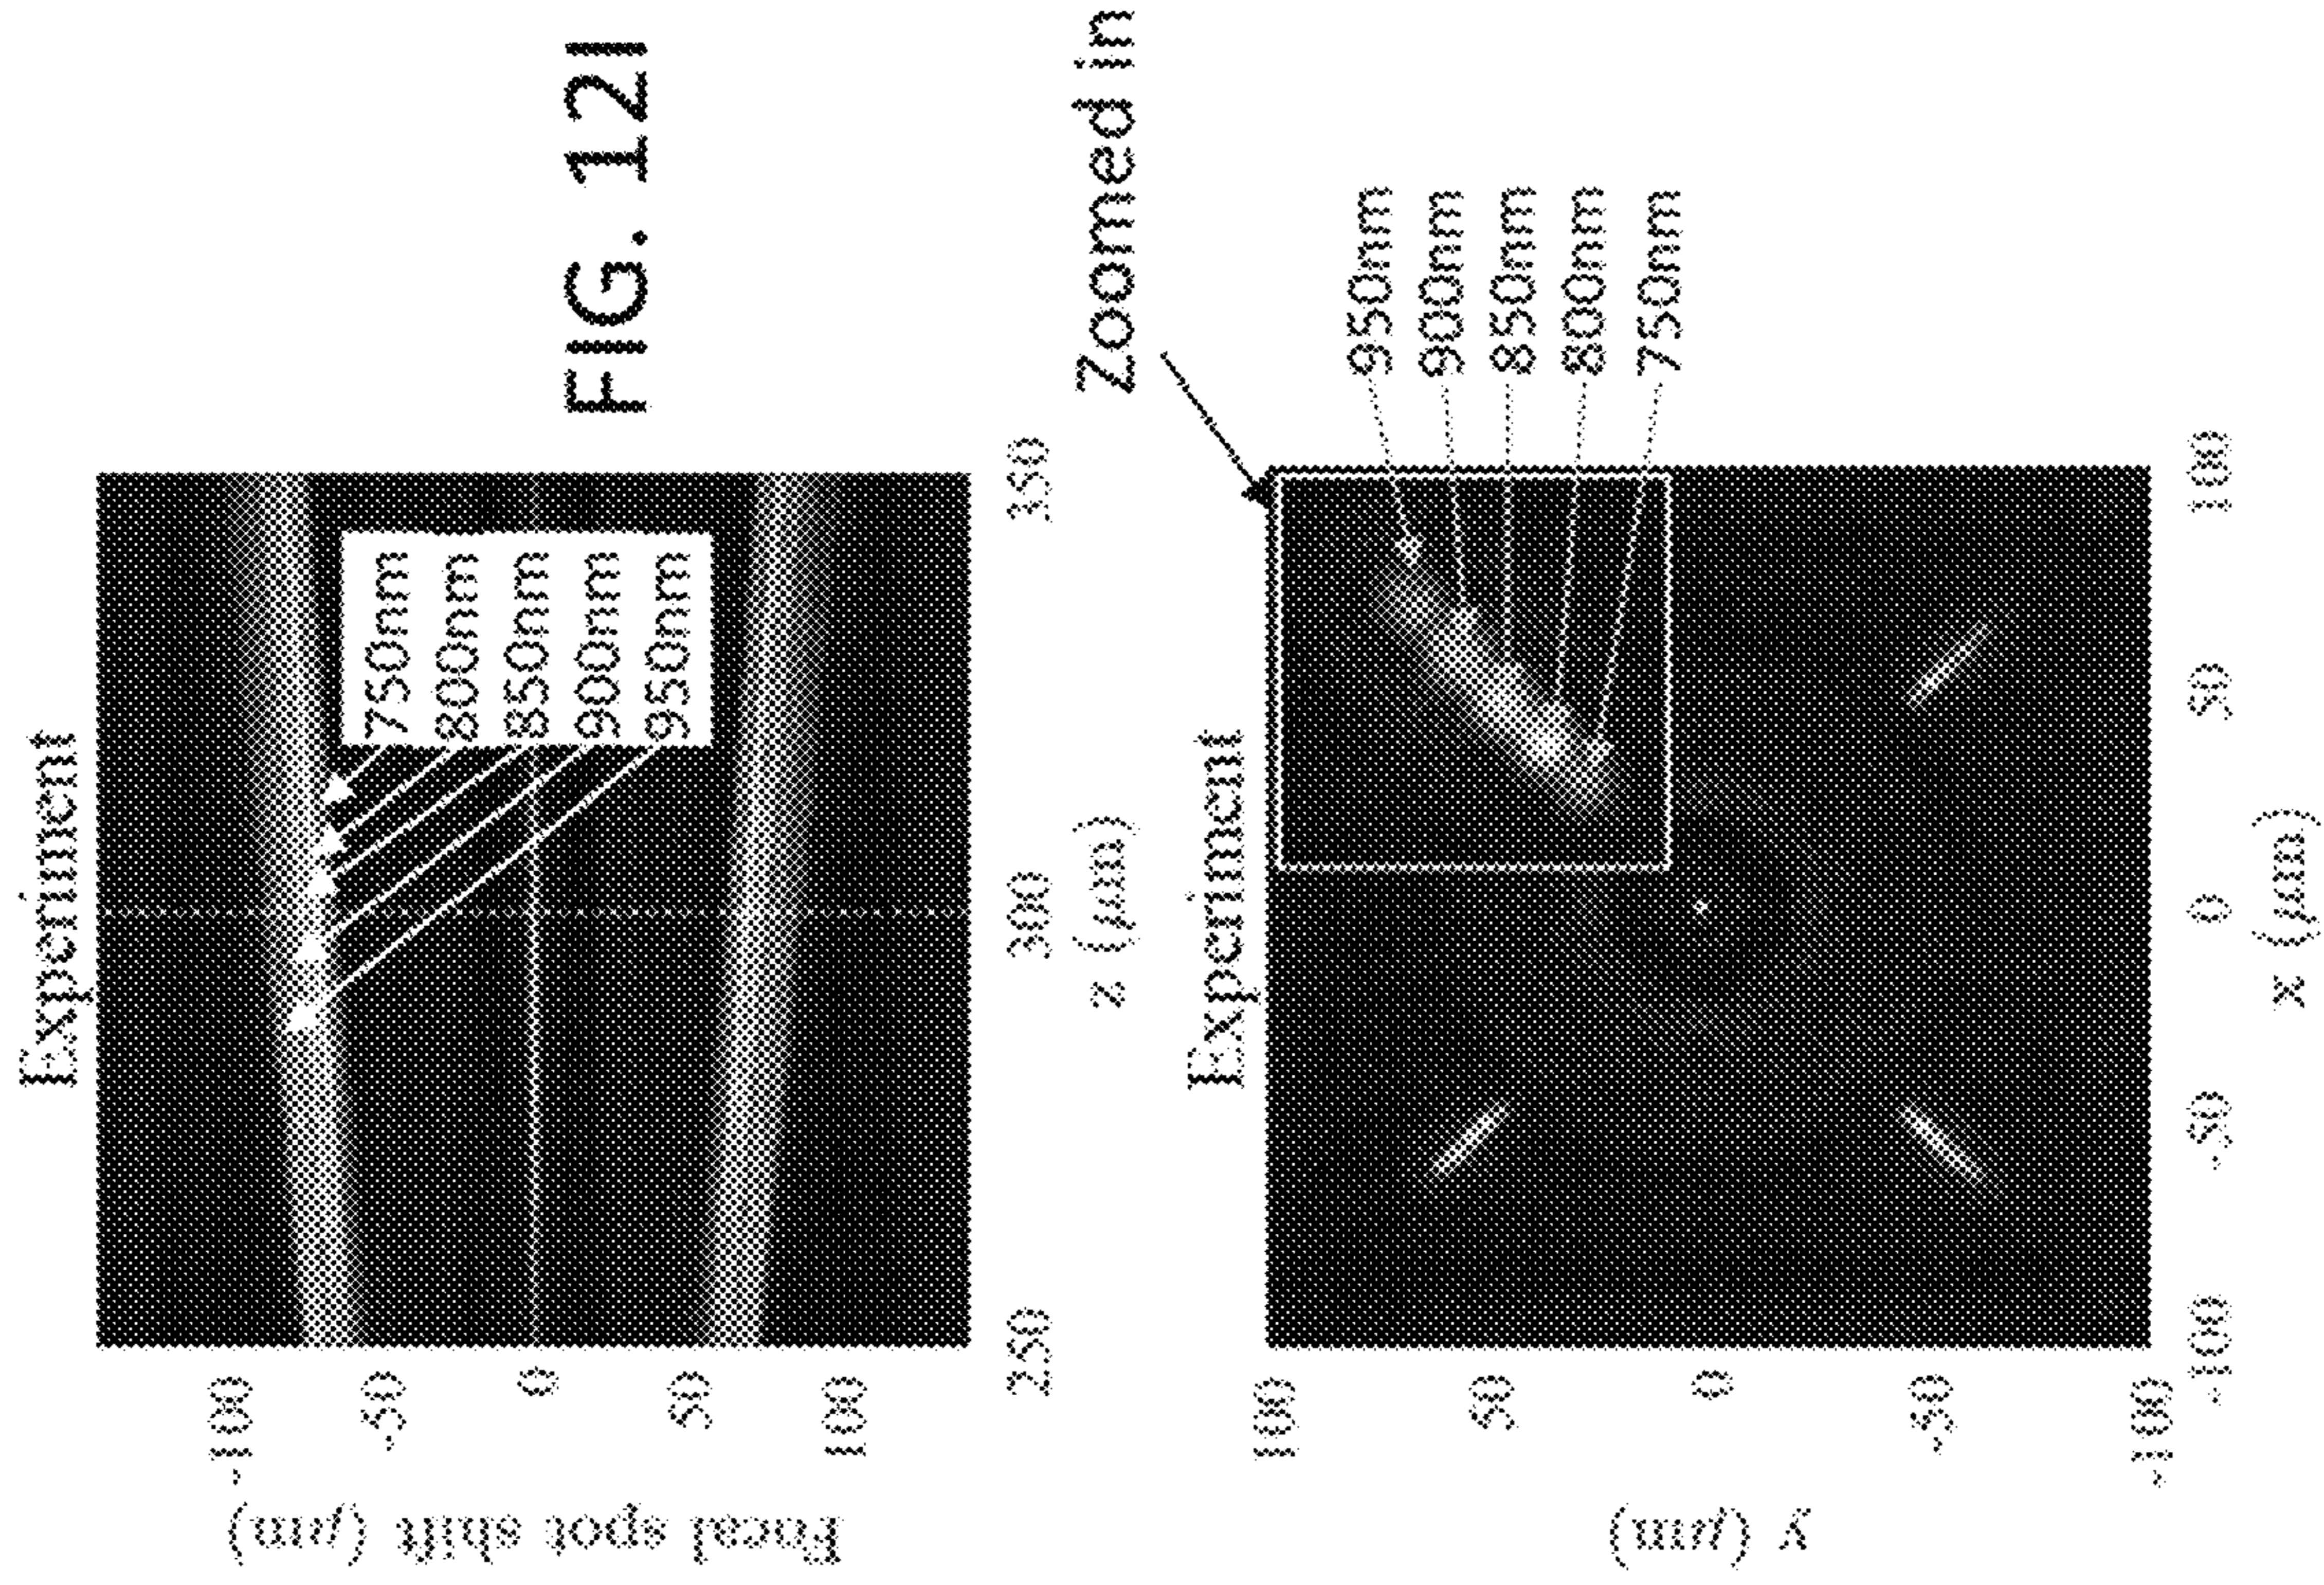 Experiment
Focal spot shift (μm)
-100
-50
0
50
100
750nm
800nm
850nm
900nm
950nm
250
300
350
z (μm)
FIG. 12I
Zoomed in
Experiment
y (μm)
100
50
0
-50
-100
950nm
900nm
850nm
800nm
750nm
-100
-50
0
50
100
x (μm)